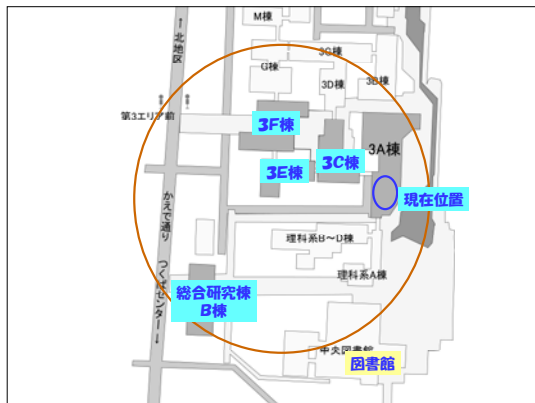 M棟
↑
北地区
3G棟
G棟
3D棟
3B棟
第3エリア前
3F棟
3A棟
3E棟
3C棟
現在位置
かえで通り
理科系B～D棟
つくばセンター→
理科系A棟
総合研究棟
B棟
中央図書館
図書館